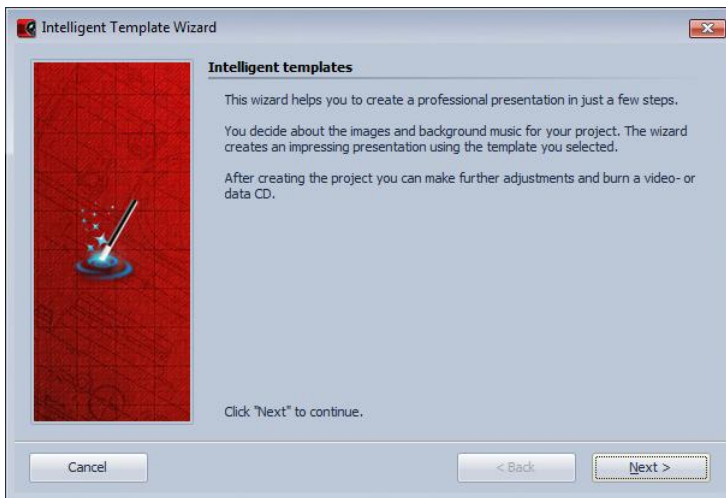 Intelligent Template Wizard
Intelligent templates
This wizard helps you to create a professional presentation in just a few steps.
You decide about the images and background music for your project. The wizard
creates an impressing presentation using the template you selected.
After creating the project you can make further adjustments and burn a video- or
data CD.
Click "Next" to continue.
Cancel
< Back
Next >